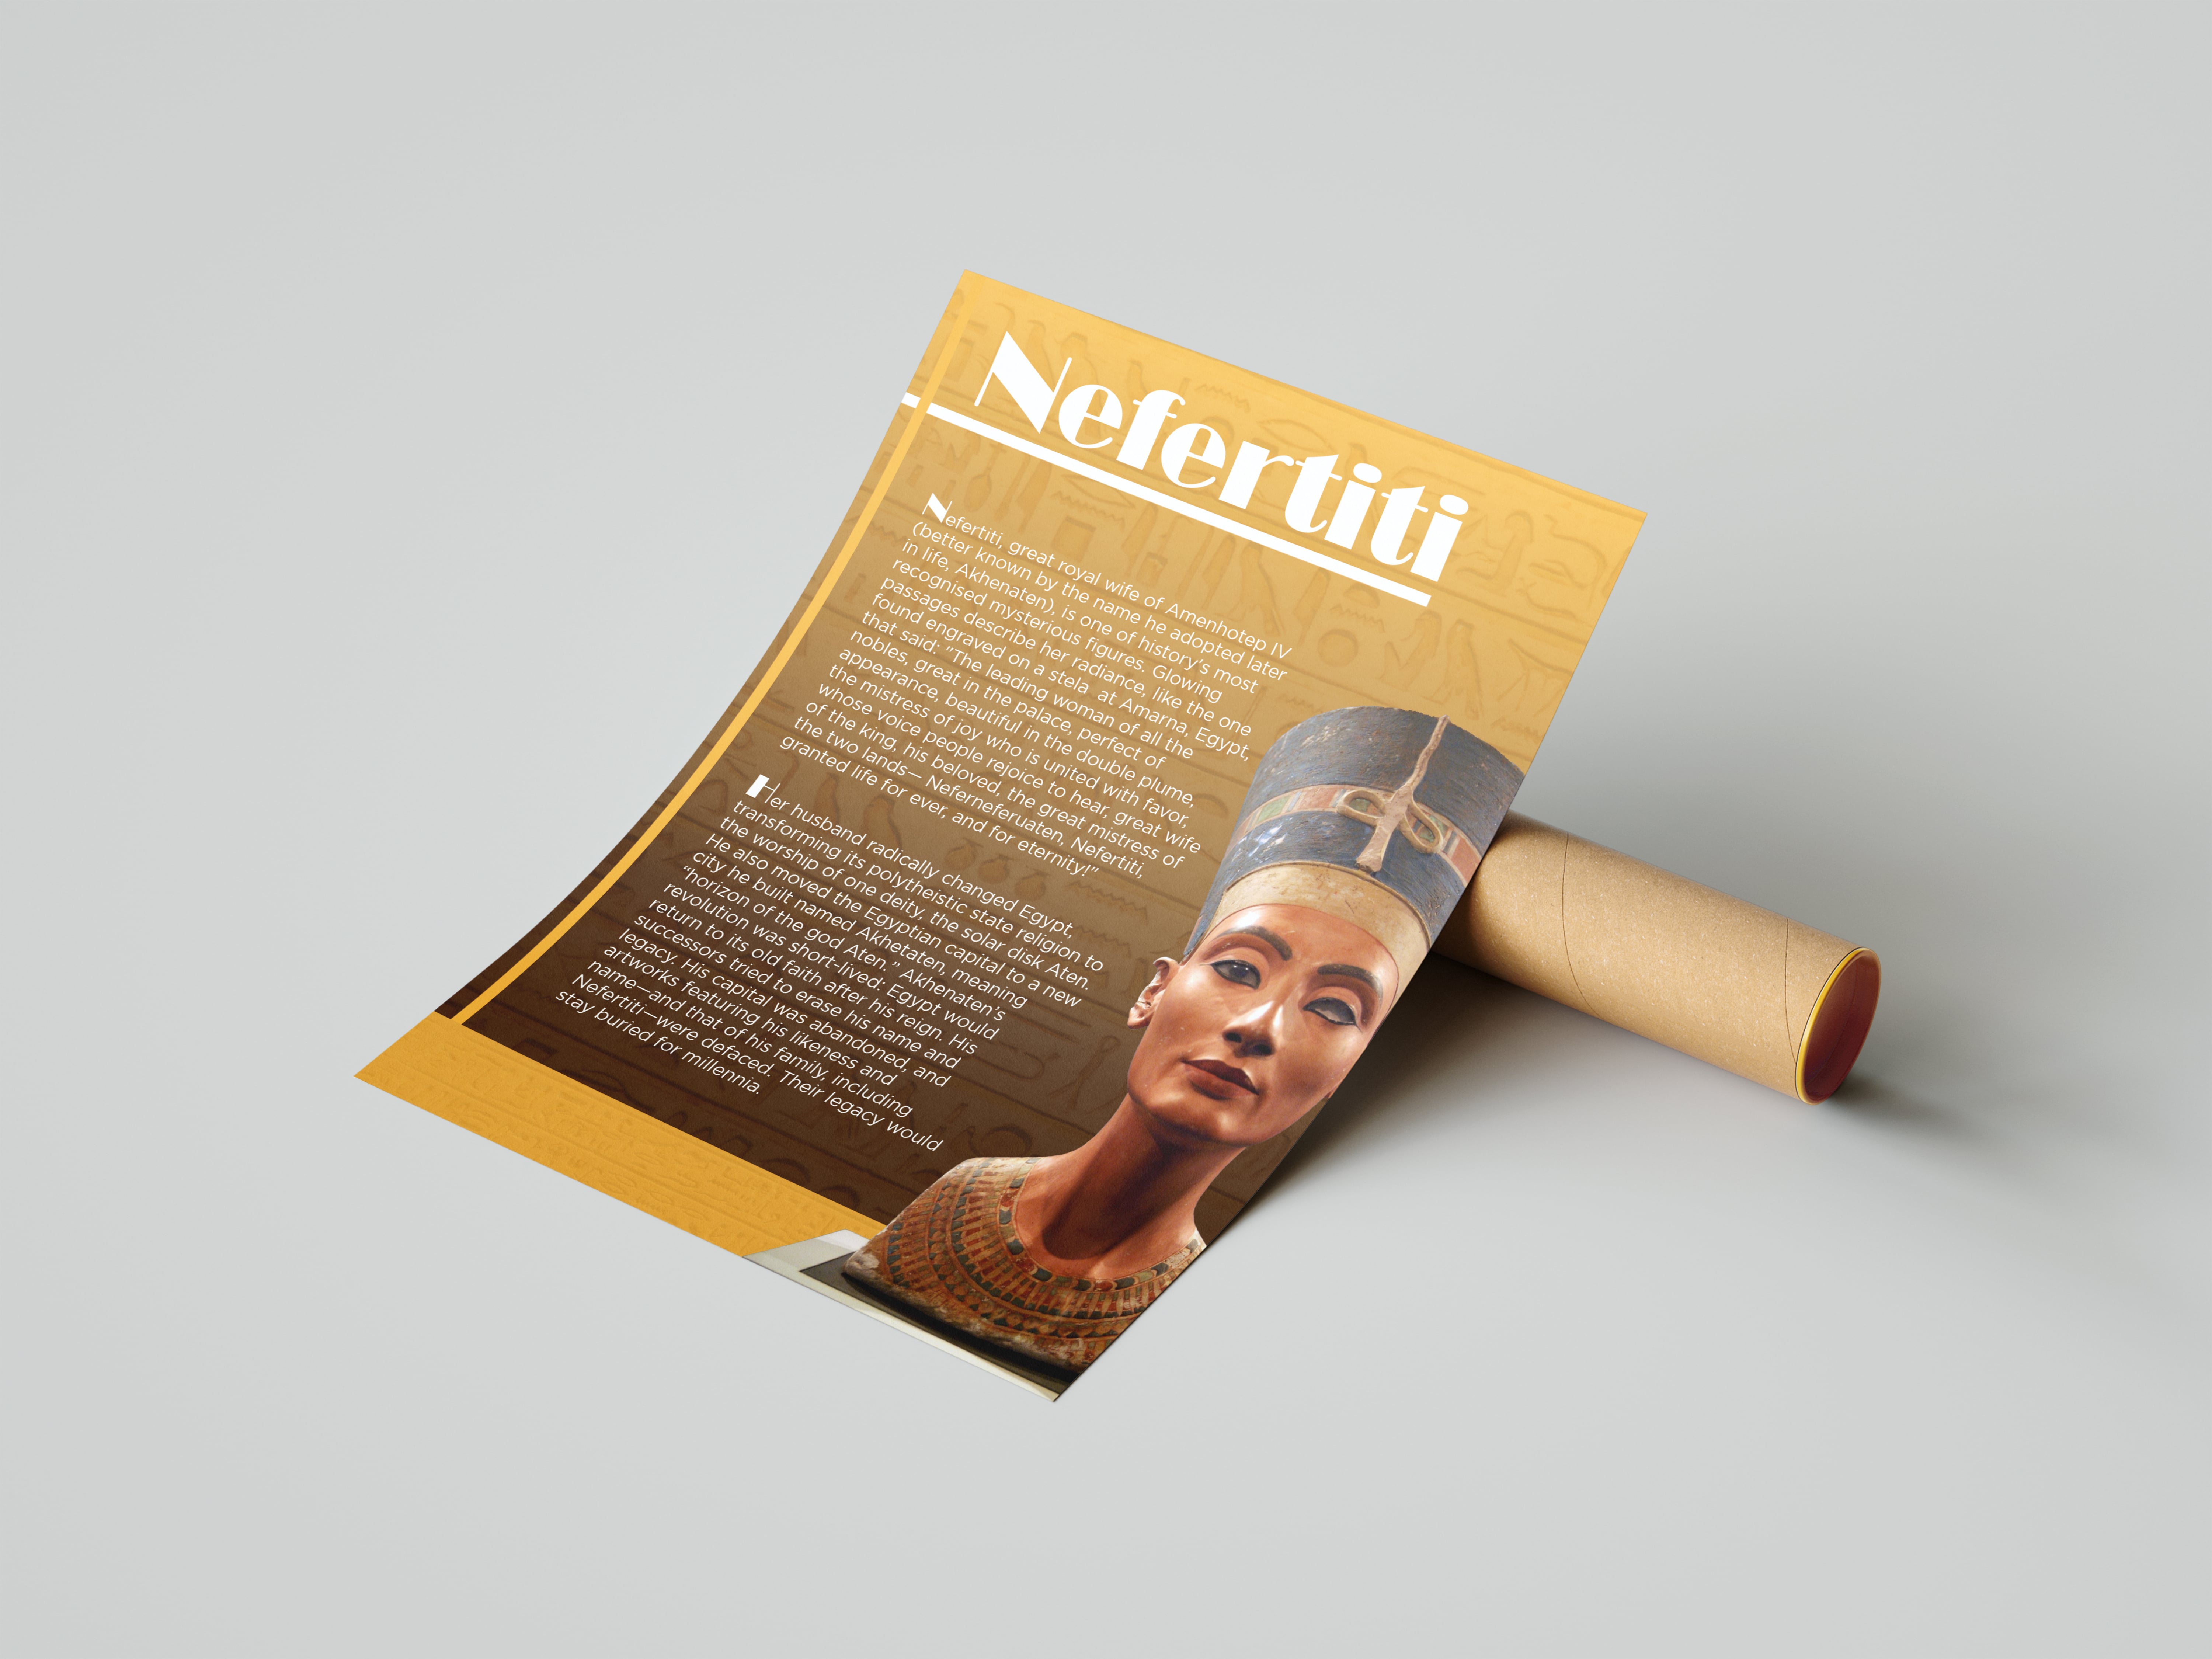 Nefertiti
Nefertiti, great royal wife of Amenhotep IV
(better known by the name he adopted later
in life, Akhenaten), is one of history's most
recognised mysterious figures. Glowing
passages describe her radiance, like the one
found engraved on a stela at Amarna, Egypt,
that said: "The leading woman of all the
nobles, great in the palace, perfect of
appearance, beautiful in the double plume,
the mistress of joy who is united with favor,
whose voice people rejoice to hear, great wife
of the king, his beloved, the great mistress of
the two lands— Neferneferuaten, Nefertiti,
granted life for ever, and for eternity!"
Her husband radically changed Egypt,
transforming its polytheistic state religion to
the worship of one deity, the solar disk Aten.
He also moved the Egyptian capital to a new
city he built named Akhetaten, meaning
"horizon of the god Aten." Akhenaten's
revolution was short-lived: Egypt would
return to its old faith after his reign. His
successors tried to erase his name and
legacy. His capital was abandoned, and
artworks featuring his likeness and
name—and that of his family, including
Nefertiti—were defaced. Their legacy would
stay buried for millennia.